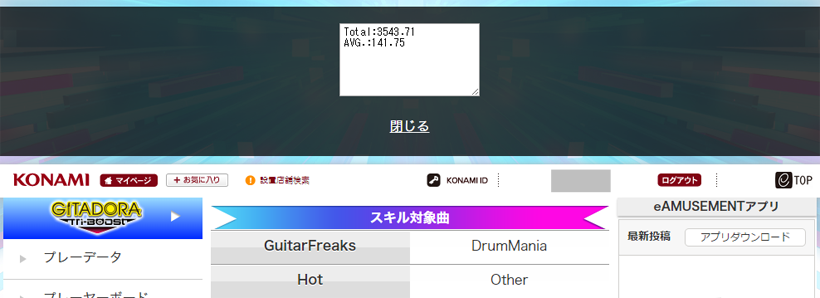 Total:3543.71
AVG.:141.75
閉じる
KONAMI
マイページ
+お気に入り
設置店舗検索
KONAMI ID
ログアウト
e TOP
GITADORA
Tri-Boost
スキル対象曲
eAMUSEMENTアプリ
GuitarFreaks
DrumMania
最新投稿
アプリダウンロード
プレーデータ
Hot
Other
プレーヤーボード